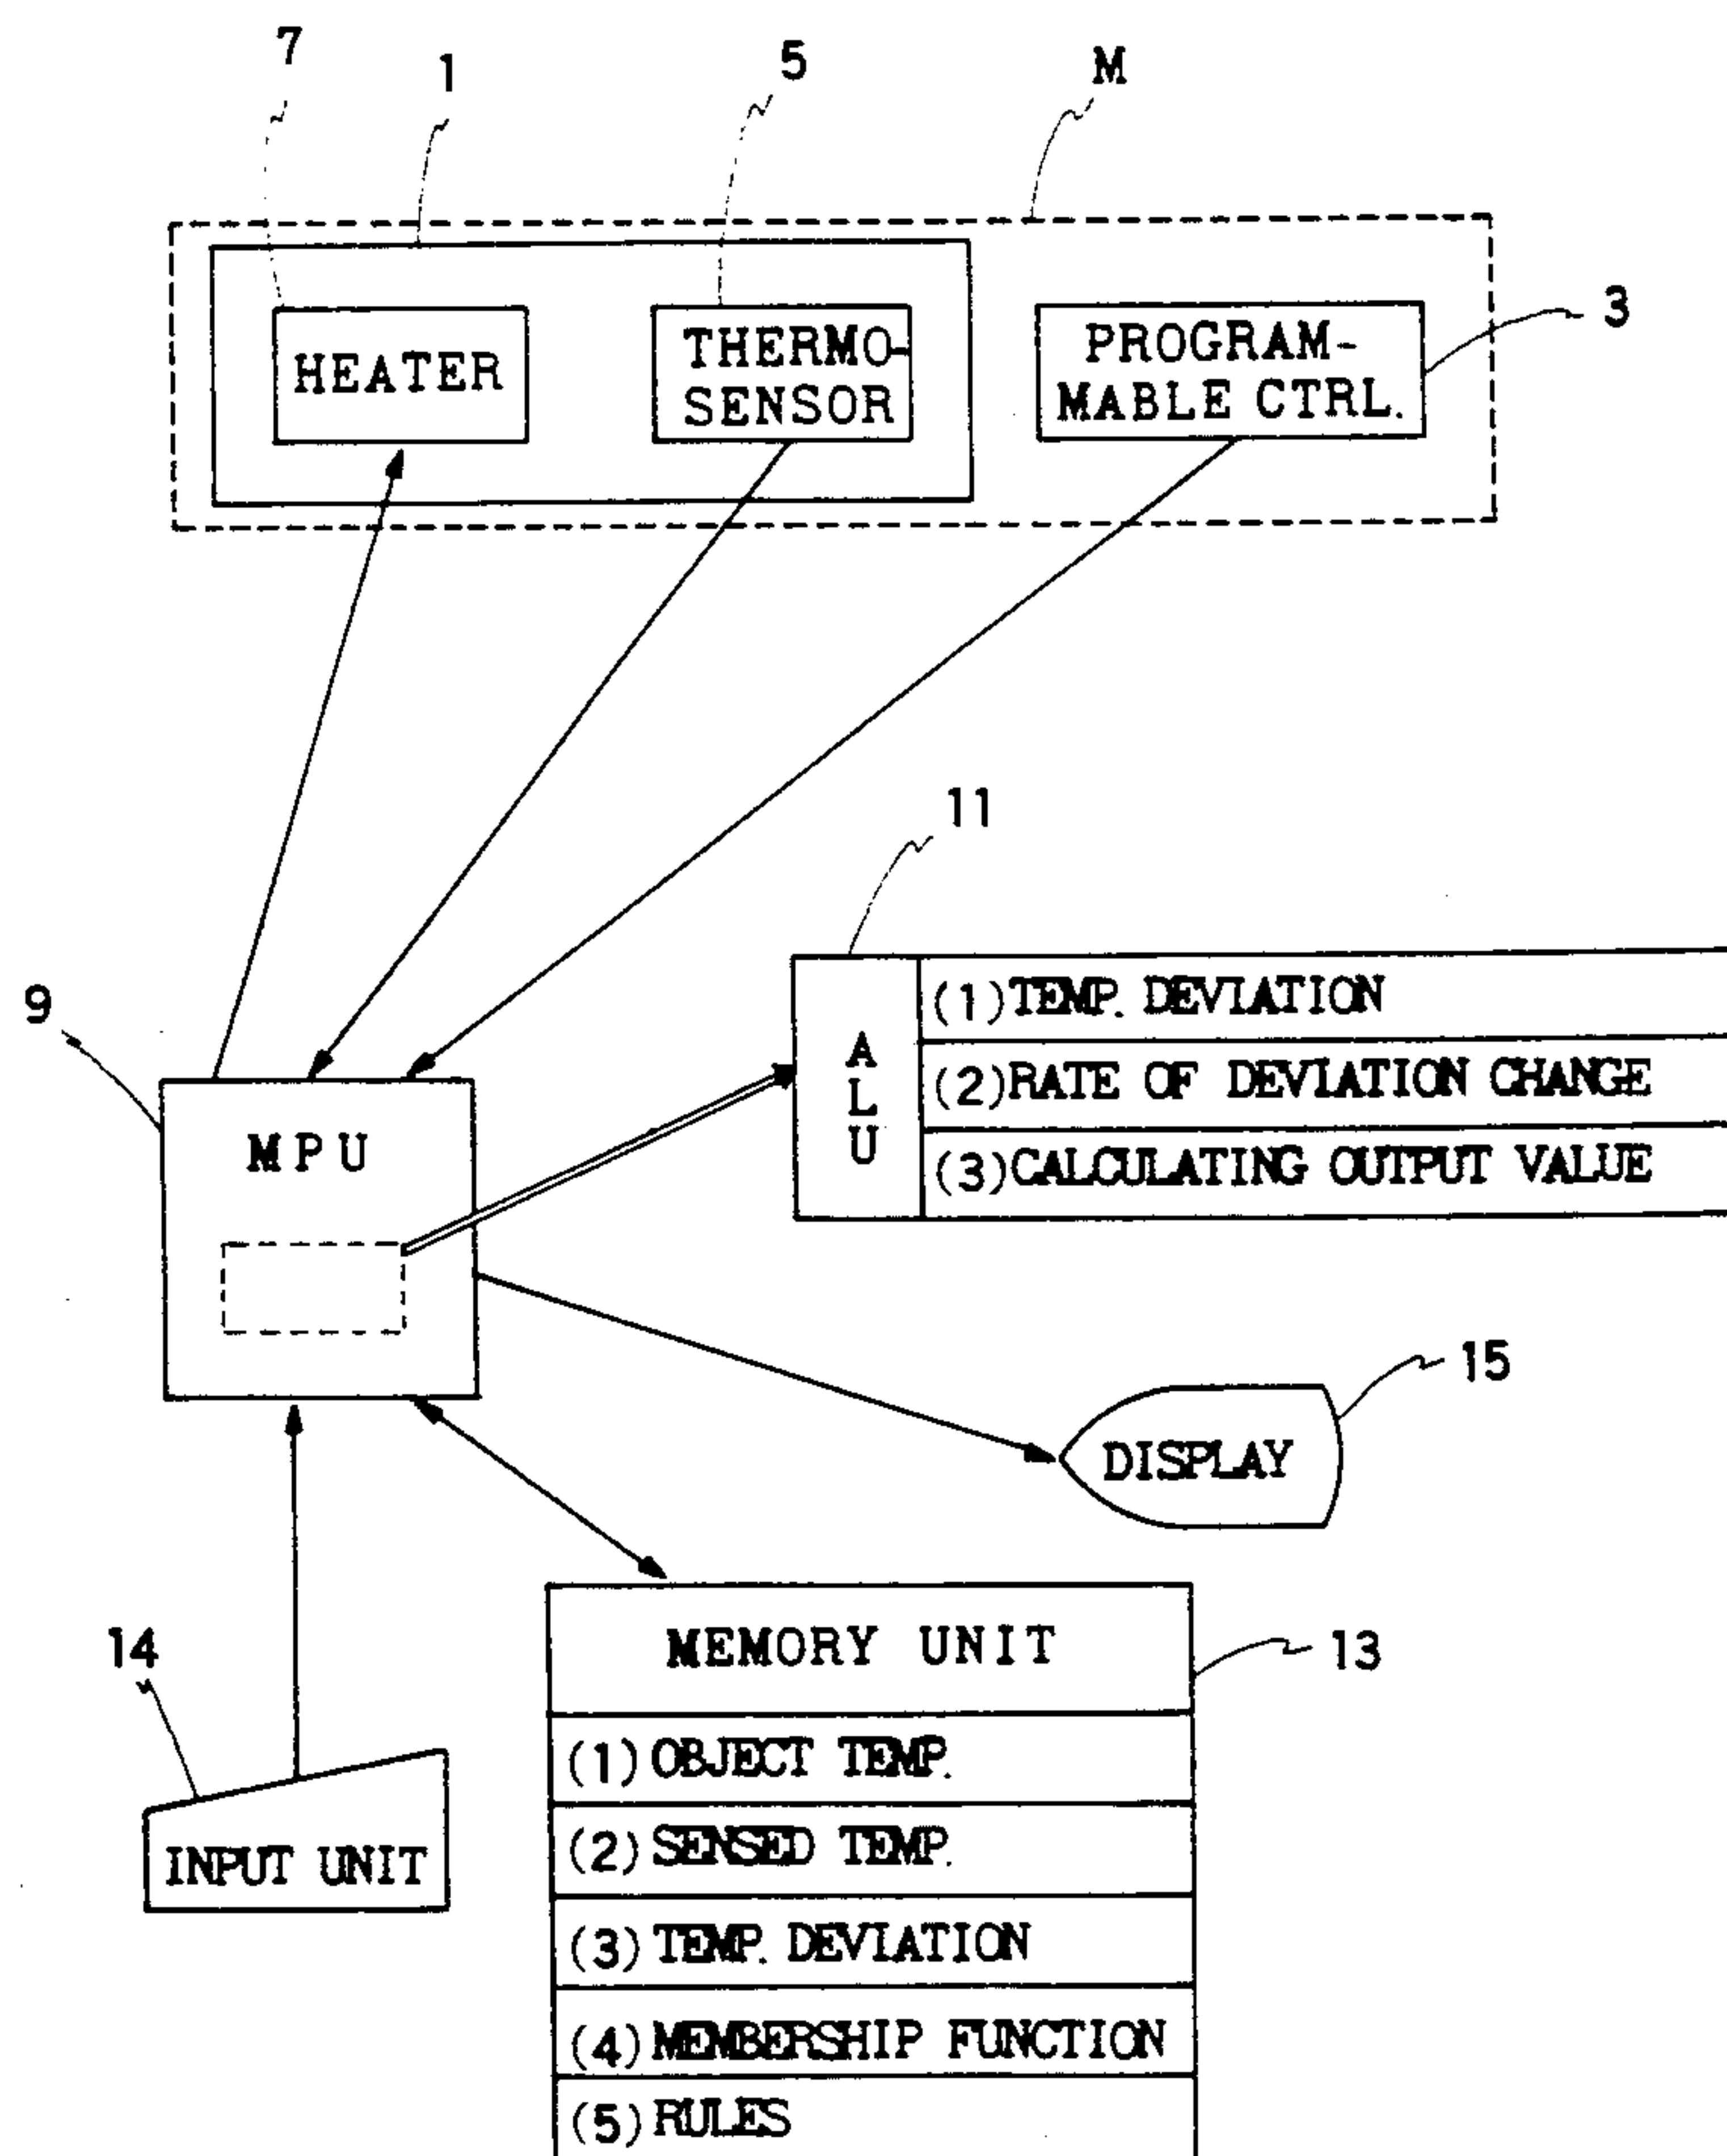 7
1
5
M
3
HEATER
THERMO-
SENSOR
PROGRAM-
MABLE CTRL.
11
9
MPU
A
L
U
(1) TEMP. DEVIATION
(2) RATE OF DEVIATION CHANGE
(3) CALCULATING OUTPUT VALUE
15
DISPLAY
14
INPUT UNIT
13
MEMORY UNIT
(1) OBJECT TEMP.
(2) SENSED TEMP.
(3) TEMP. DEVIATION
(4) MEMBERSHIP FUNCTION
(5) RULES